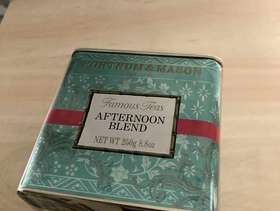 FORTNUM & MASON
Famous Teas
AFTERNOON
BLEND
NET WT 250g 8.8oz